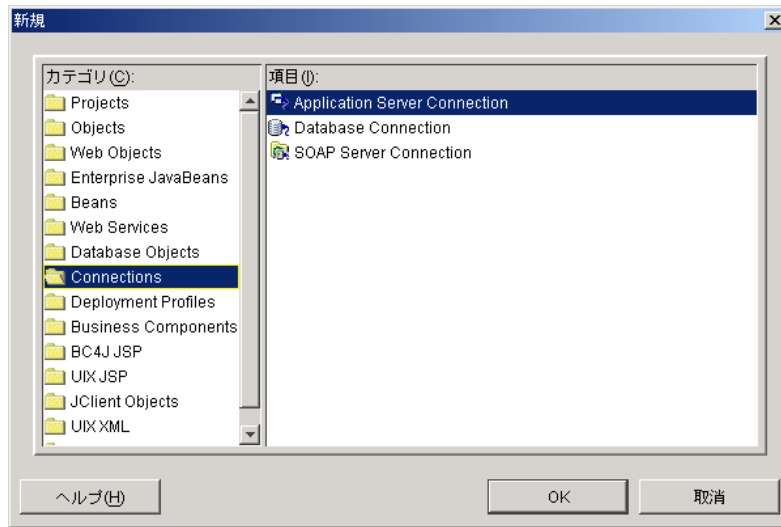 新規
カテゴリ(C):
Projects
Objects
Web Objects
Enterprise JavaBeans
Beans
Web Services
Database Objects
Connections
Deployment Profiles
Business Components
BC4J JSP
UIX JSP
JClient Objects
UIX XML
項目(I):
Application Server Connection
Database Connection
SOAP Server Connection
ヘルプ(H)
OK
取消